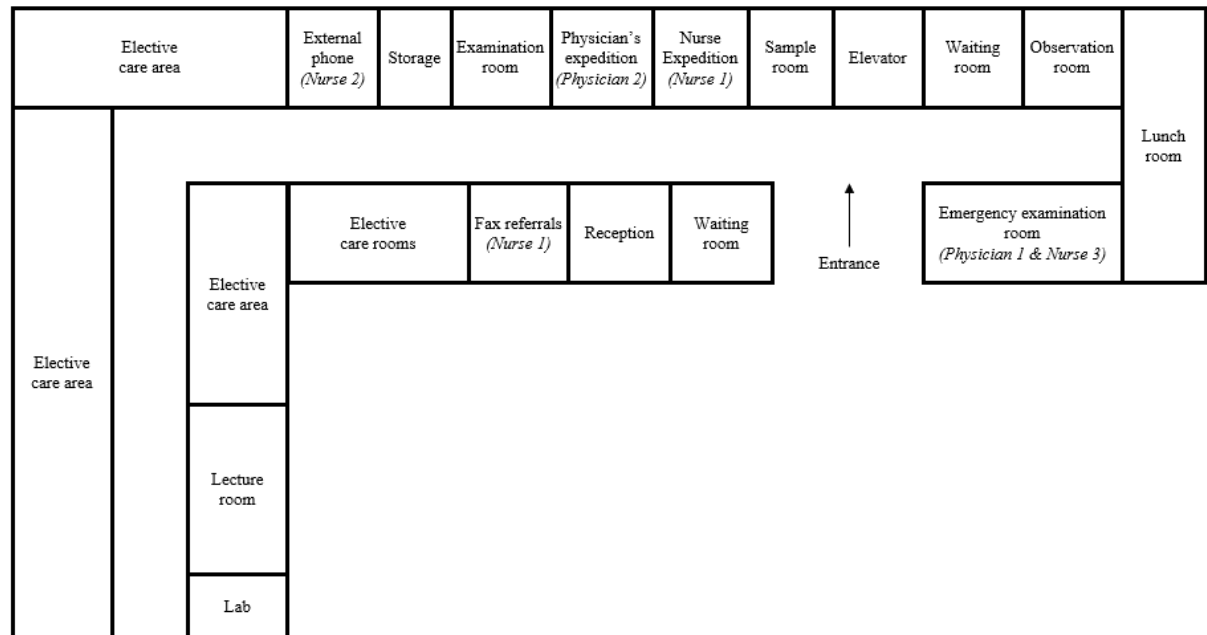 Elective
care area
External
phone
(Nurse 2)
Storage
Examination
room
Physician's
expedition
(Physician 2)
Nurse
Expedition
(Nurse 1)
Sample
room
Elevator
Waiting
room
Observation
room
Lunch
room
Elective
care area
Elective
care area
Elective
care rooms
Fax referrals
(Nurse 1)
Reception
Waiting
room
Entrance
Emergency examination
room
(Physician 1 & Nurse 3)
Lecture
room
Lab